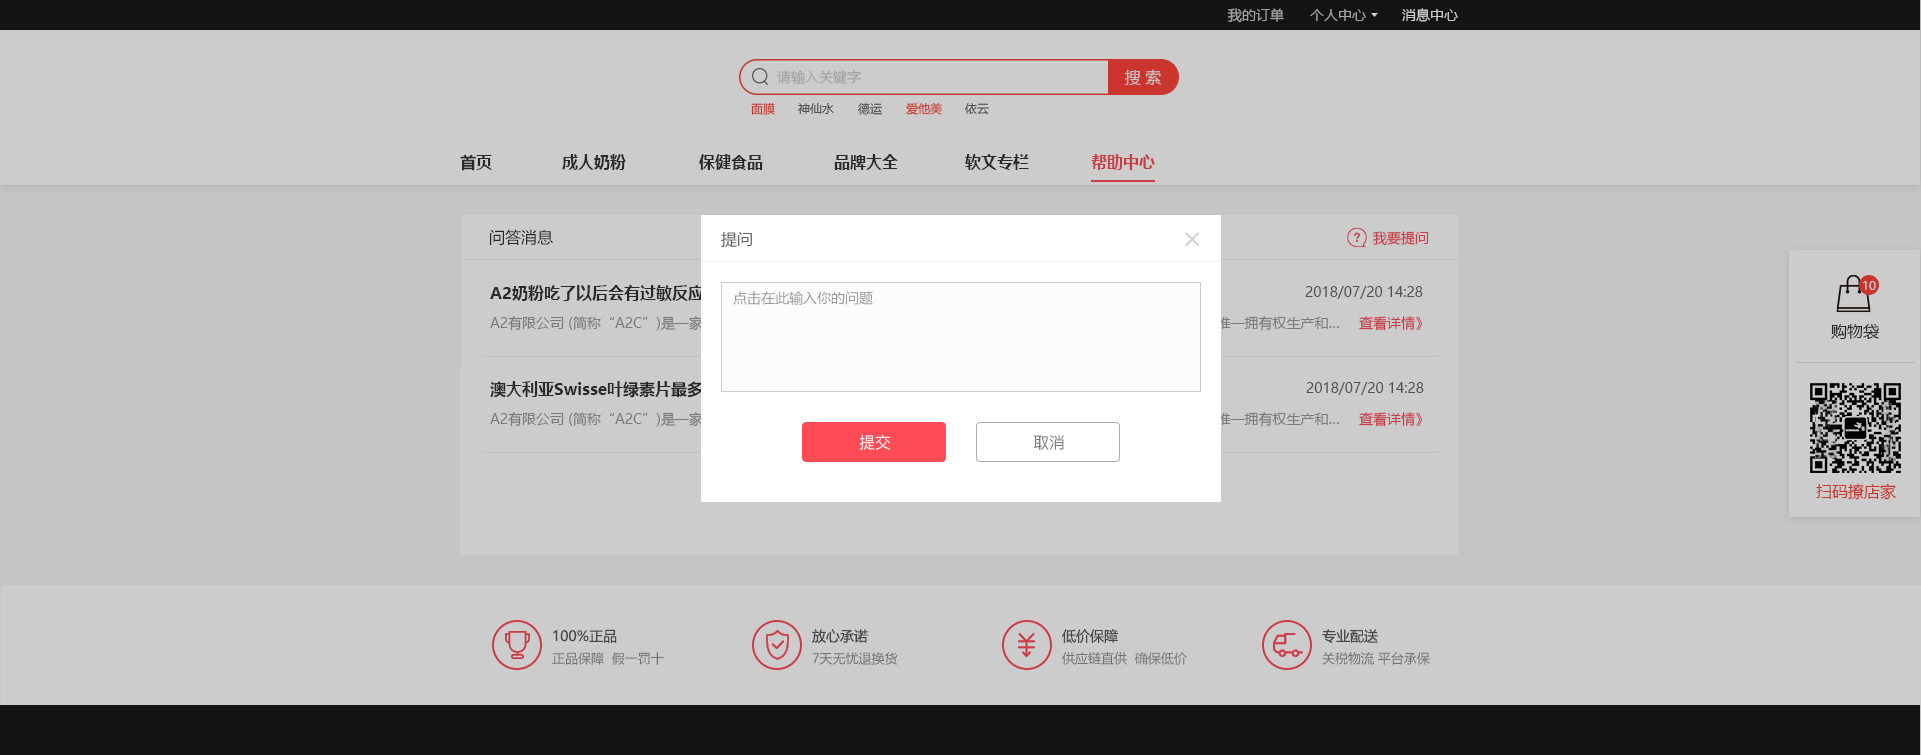 我的订单 个人中心 消息中心
请输入关键字 搜 索
面膜 神仙水 德运 爱他美 依云
首页 成人奶粉 保健食品 品牌大全 软文专栏 帮助中心
问答消息
我要提问
提问
点击在此输入你的问题
提交 取消
A2奶粉吃了以后会有过敏反应
2018/07/20 14:28
A2有限公司 (简称“A2C”)是一家
一拥有权生产和... 查看详情》
澳大利亚Swisse叶绿素片最多
2018/07/20 14:28
A2有限公司 (简称“A2C”)是一家
一拥有权生产和... 查看详情》
10
购物袋
扫码撩店家
100%正品
正品保障 假一罚十
放心承诺
7天无忧退换货
低价保障
供应链直供 确保低价
专业配送
关税物流 平台承保